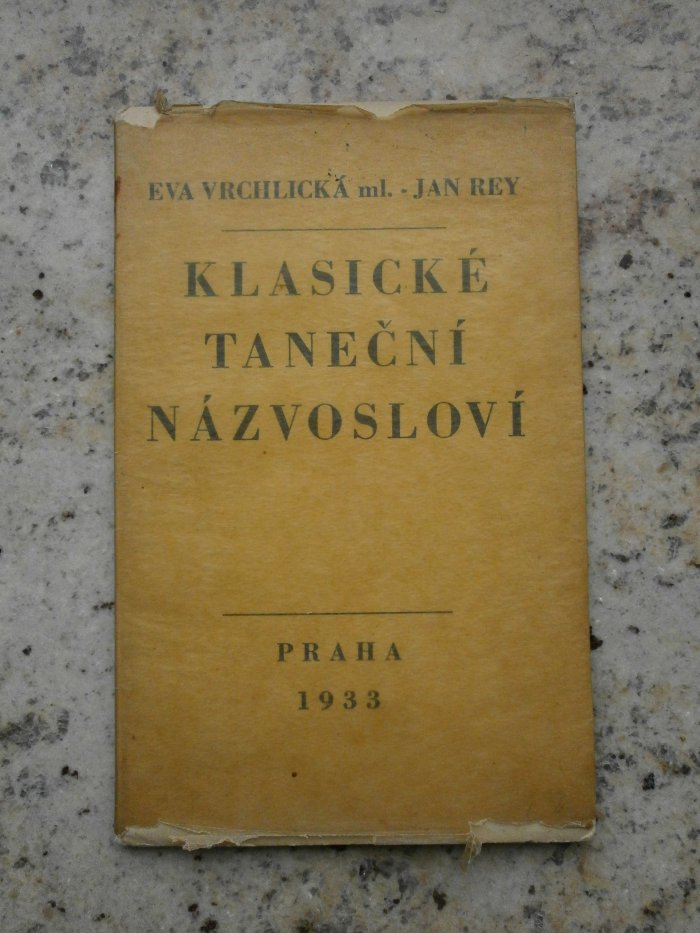 EVA VRCHLICKÁ ml. - JAN REY
KLASICKÉ
TANEČNÍ
NÁZVOSLOVÍ
PRAHA
1933